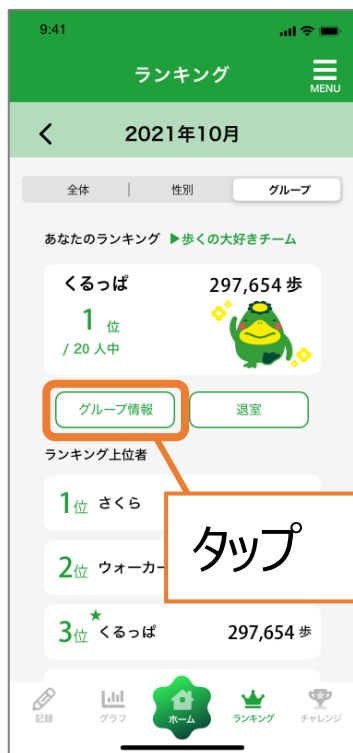 9:41
ランキング
MENU
2021年10月
全体 | 性別 グループ
あなたのランキング ▶歩くの大好きチーム
くるっぱ 297,654 歩
1 位
/ 20 人中
グループ情報 退室
ランキング上位者
1位 さくら
タップ
2位 ウォーカー
3位 ★ くるっぱ 297,654 歩
記録 グラフ ホーム ランキング チャレンジ